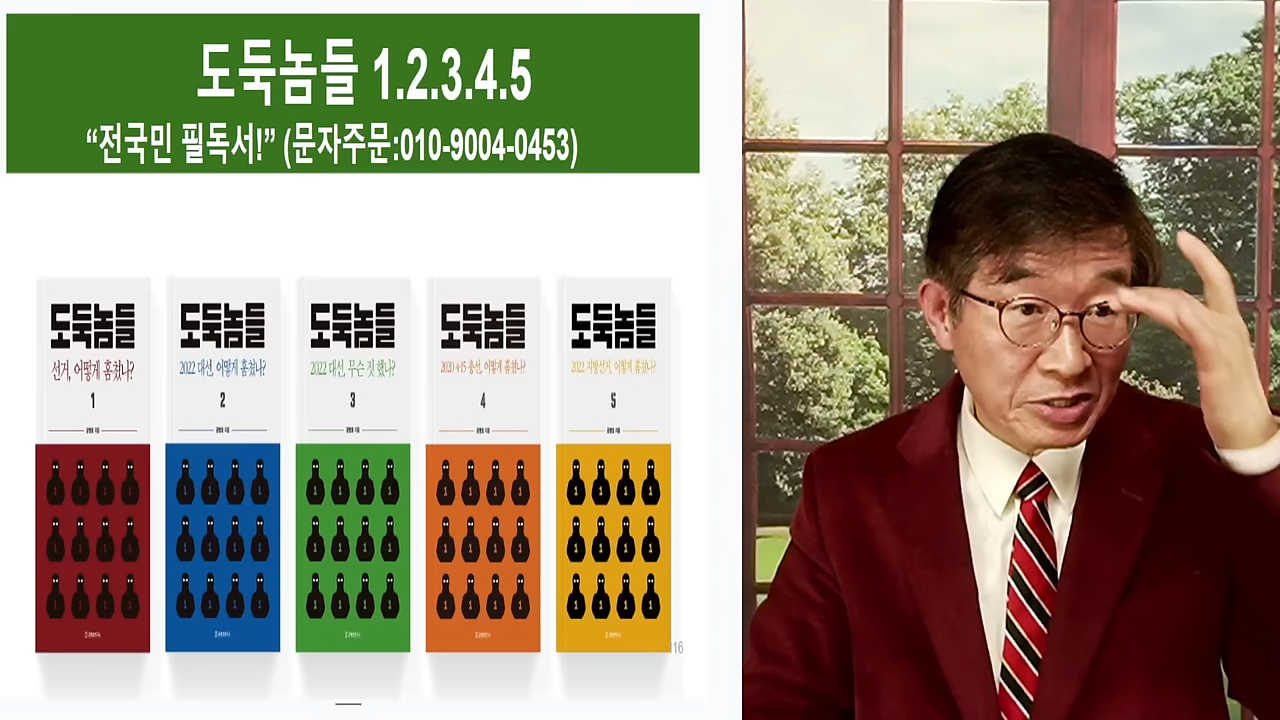 도둑놈들 1.2.3.4.5
“전국민 필독서!” (문자주문:010-9004-0453)
도둑놈들
선거, 어떻게 훔쳤나?
1
도둑놈들
2022 대선, 어떻게 훔쳤나?
2
도둑놈들
2022 대선, 무슨 짓 했나?
3
도둑놈들
2020 4·15 총선, 어떻게 훔쳤나?
4
도둑놈들
2022 지방선거, 어떻게 훔쳤나?
5
16